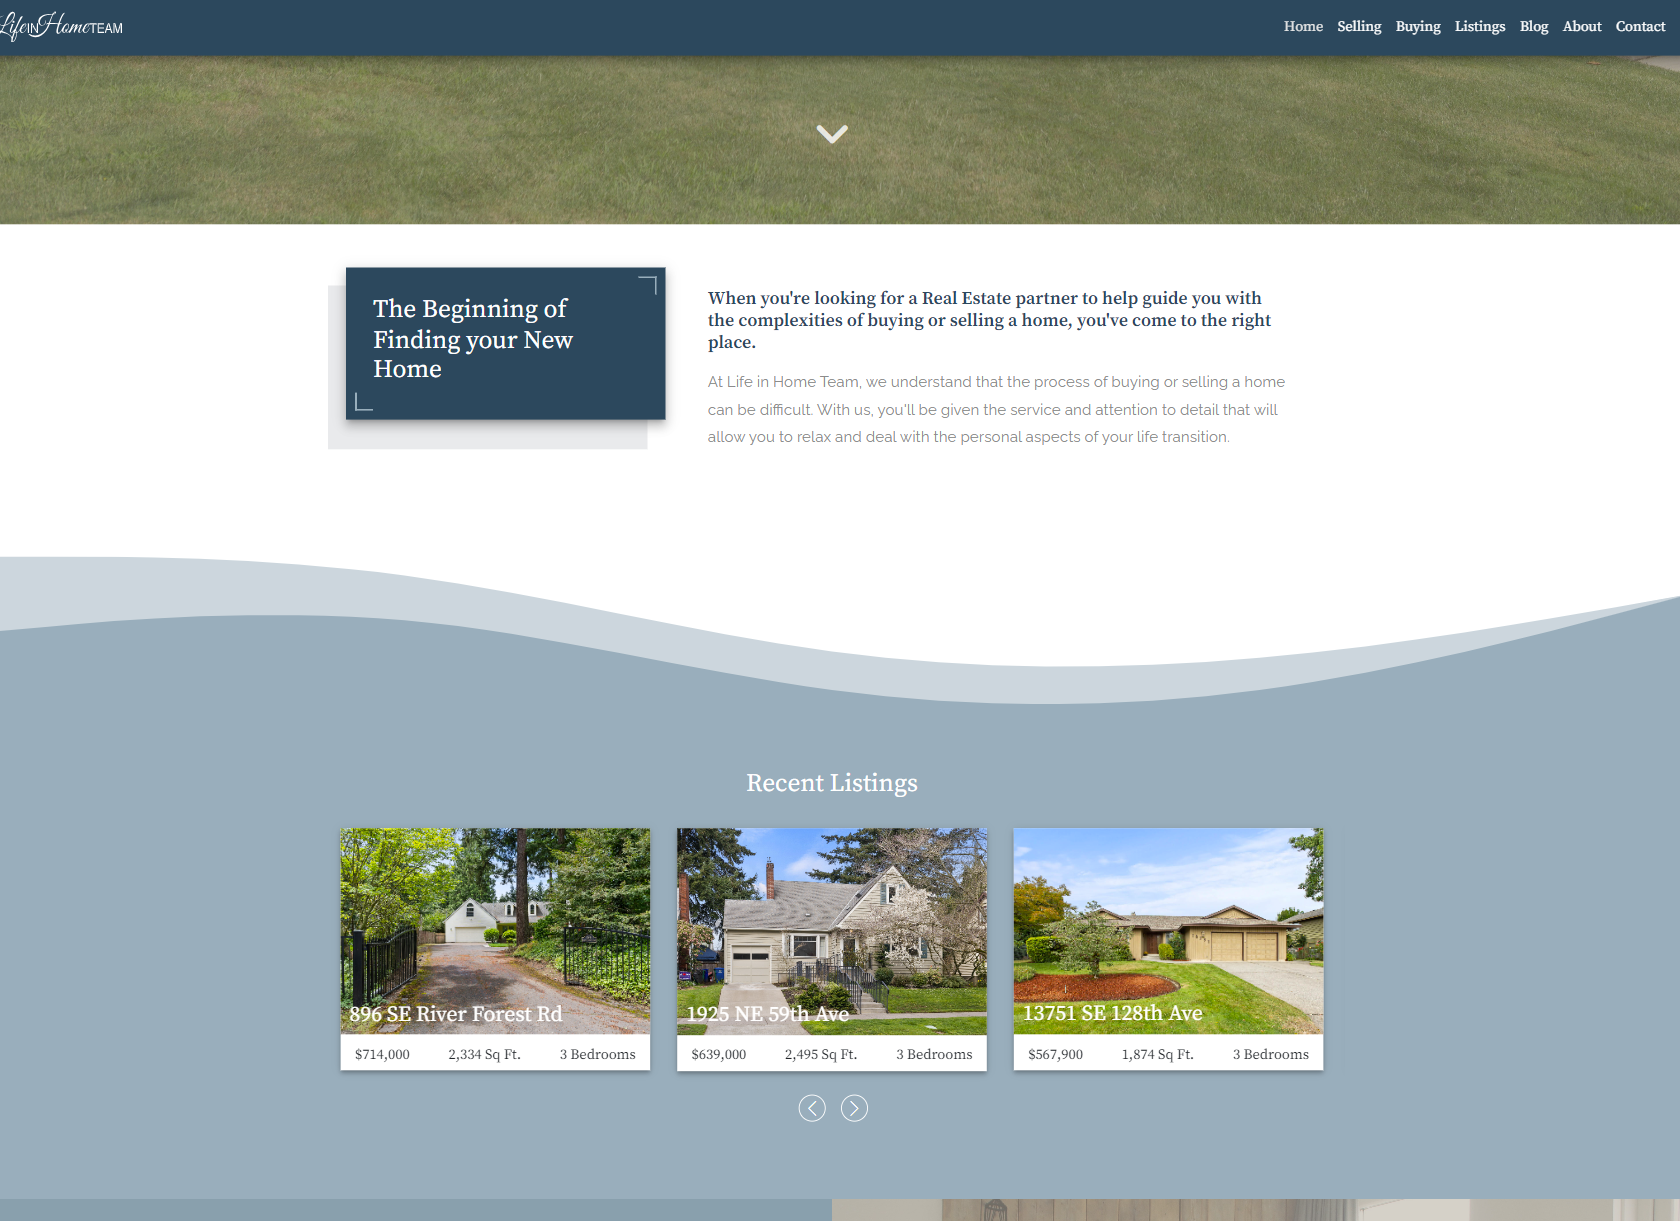 Life IN Home TEAM
Home Selling Buying Listings Blog About Contact
The Beginning of
Finding your New
Home
When you're looking for a Real Estate partner to help guide you with
the complexities of buying or selling a home, you've come to the right
place.
At Life in Home Team, we understand that the process of buying or selling a home
can be difficult. With us, you'll be given the service and attention to detail that will
allow you to relax and deal with the personal aspects of your life transition.
Recent Listings
896 SE River Forest Rd
$714,000 2,334 Sq Ft. 3 Bedrooms
1925 NE 59th Ave
$639,000 2,495 Sq Ft. 3 Bedrooms
13751 SE 128th Ave
$567,900 1,874 Sq Ft. 3 Bedrooms